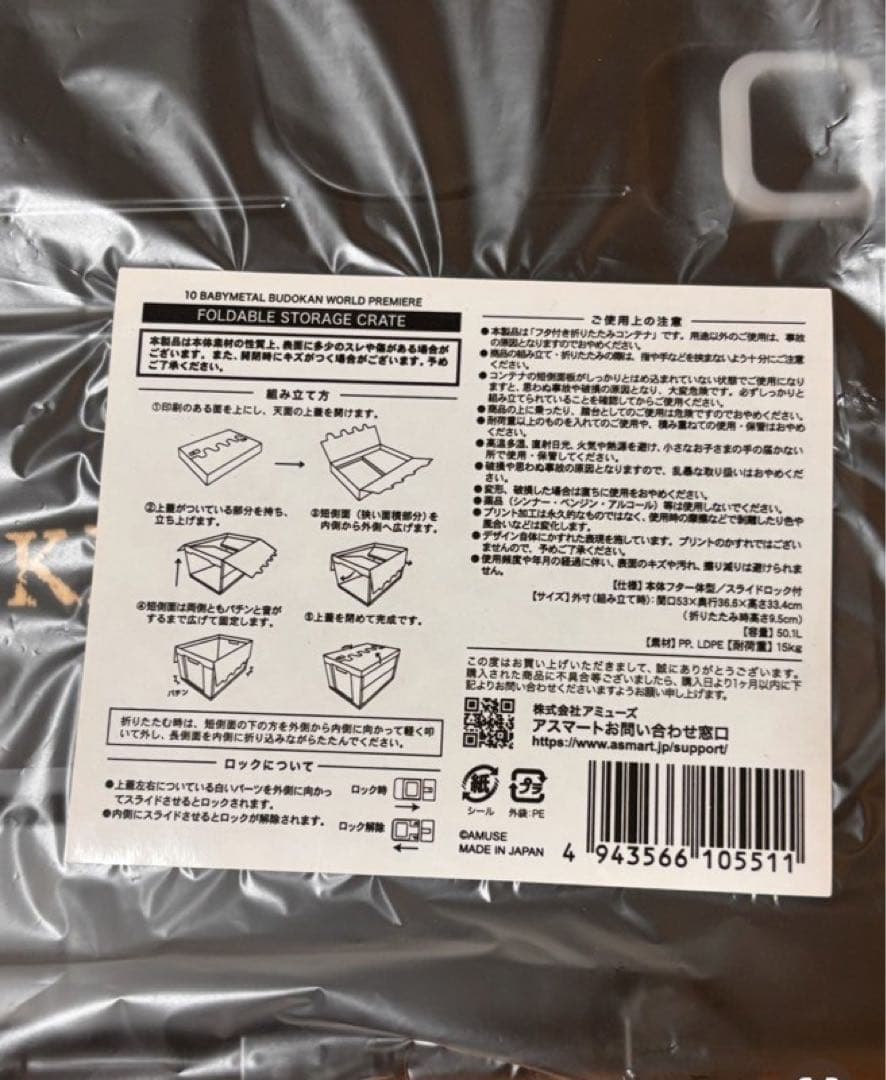 10 BABYMETAL BUDOKAN WORLD PREMIERE
FOLDABLE STORAGE CRATE
本製品は本体素材の性質上、表面に多少のスレや傷がある場合が
ございます。また、開閉時にキズがつく場合がございます。予め
ご了承ください。
組み立て方
①印刷のある面を上にし、天面の上蓋を開けます。
②上蓋がついている部分を持ち、
立ち上げます。
③短側面（狭い面積部分）を
内側から外側へ広げます。
④短側面は両側ともパチンと音が
するまで広げて固定します。
⑤上蓋を閉めて完成です。
パチン
折りたたむ時は、短側面の下の方を外側から内側に向かって軽く叩
いて外し、長側面を内側に折り込みながらたたんでください。
ロックについて
●上蓋左右についている白いパーツを外側に向かっ
てスライドさせるとロックされます。
●内側にスライドさせるとロックが解除されます。
ロック時
ロック解除
ご使用上の注意
●本製品は「フタ付き折りたたみコンテナ」です。用途以外のご使用は、事故
の原因となりますのでおやめください。
●商品の組み立て・折りたたみの際は、指や手などを挟まないよう十分にご注意
ください。
●コンテナの短側面板がしっかりとはめ込まれていない状態でご使用になり
ますと、思わぬ事故や破損の原因となり、大変危険です。必ずしっかりと
組み立てられていることを確認してからご使用ください。
●商品の上に乗ったり、踏台としてのご使用は危険ですのでおやめください。
●耐荷重以上のものを入れてのご使用や、積み重ねての使用・保管はおやめ
ください。
●高温多湿、直射日光、火気や熱源を避け、小さなお子さまの手の届かない
所で使用・保管してください。
●破損や思わぬ事故の原因となりますので、乱暴な取り扱いはおやめくださ
い。
●変形、破損した場合は直ちに使用をおやめください。
●薬品（シンナー・ベンジン・アルコール）等は使用しないでください。
●プリント加工は永久的なものではなく、使用時の摩擦などで剥離したり色や
風合いなどは変化します。
●デザイン自体にかすれた表現を施しています。プリントのかすれではござい
ませんので、予めご了承ください。
●使用頻度や年月の経過に伴い、表面のキズや汚れ、擦り減りは避けられま
せん。
【仕様】本体フタ一体型／スライドロック付
【サイズ】外寸（組み立て時）：間口53×奥行36.6×高さ33.4cm
（折りたたみ時高さ9.5cm）
【容量】50.1L
【素材】PP、LDPE【耐荷重】15kg
この度はお買い上げいただきまして、誠にありがとうございます。
購入された商品に不具合等ございましたら、購入日より1ヶ月以内に下
記よりお問い合わせくださいますようお願い申し上げます。
株式会社アミューズ
アスマートお問い合わせ窓口
https://www.asmart.jp/support/
紙
シール
プラ
外袋:PE
©AMUSE
MADE IN JAPAN
4 943566 105511
K